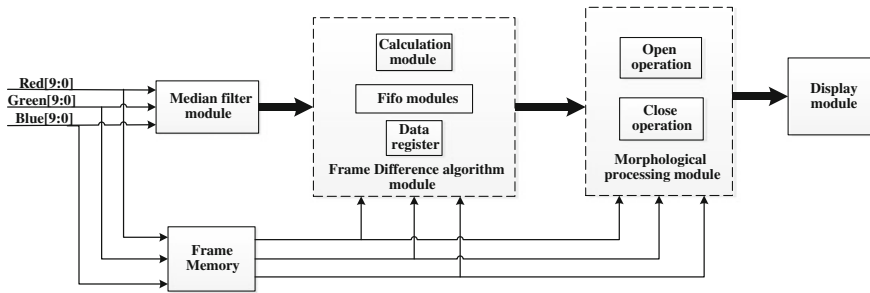 Red[9:0]
Green[9:0]
Blue[9:0]
Median filter
module
Calculation
module
Fifo modules
Data
register
Frame Difference algorithm
module
Open
operation
Close
operation
Morphological
processing module
Display
module
Frame
Memory